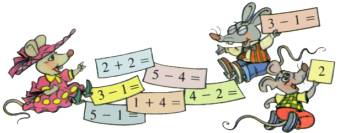 3 − 1 =
2 + 2 =
5 − 4 =
2
3 − 1 =
1 + 4 =
4 − 2 =
5 − 1 =